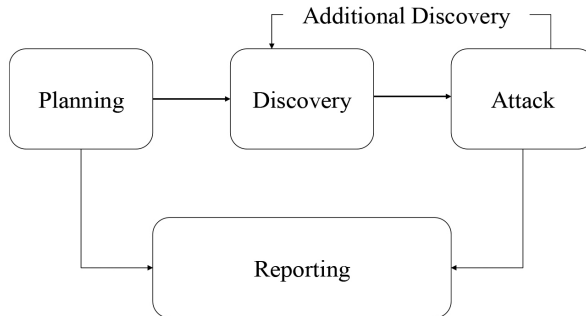 Additional Discovery
Planning
Discovery
Attack
Reporting